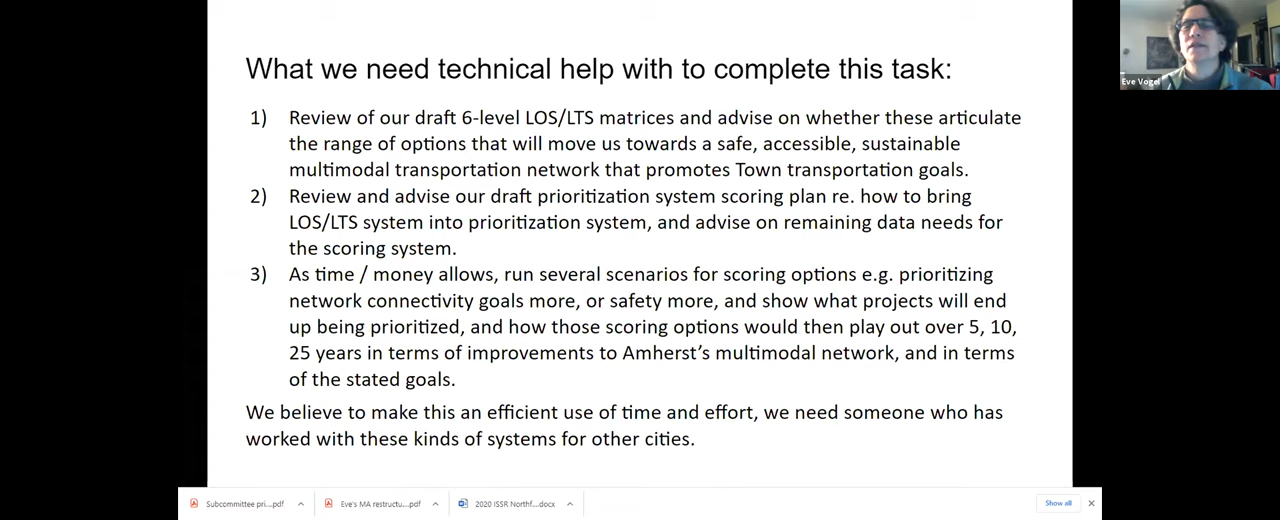 What we need technical help with to complete this task:
1) Review of our draft 6-level LOS/LTS matrices and advise on whether these articulate
the range of options that will move us towards a safe, accessible, sustainable
multimodal transportation network that promotes Town transportation goals.
2) Review and advise our draft prioritization system scoring plan re. how to bring
LOS/LTS system into prioritization system, and advise on remaining data needs for
the scoring system.
3) As time / money allows, run several scenarios for scoring options e.g. prioritizing
network connectivity goals more, or safety more, and show what projects will end
up being prioritized, and how those scoring options would then play out over 5, 10,
25 years in terms of improvements to Amherst's multimodal network, and in terms
of the stated goals.
We believe to make this an efficient use of time and effort, we need someone who has
worked with these kinds of systems for other cities.
Eve Vogel
Subcommittee pri....pdf
Eve's MA restructu....pdf
2020 ISSR Northf....docx
Show all